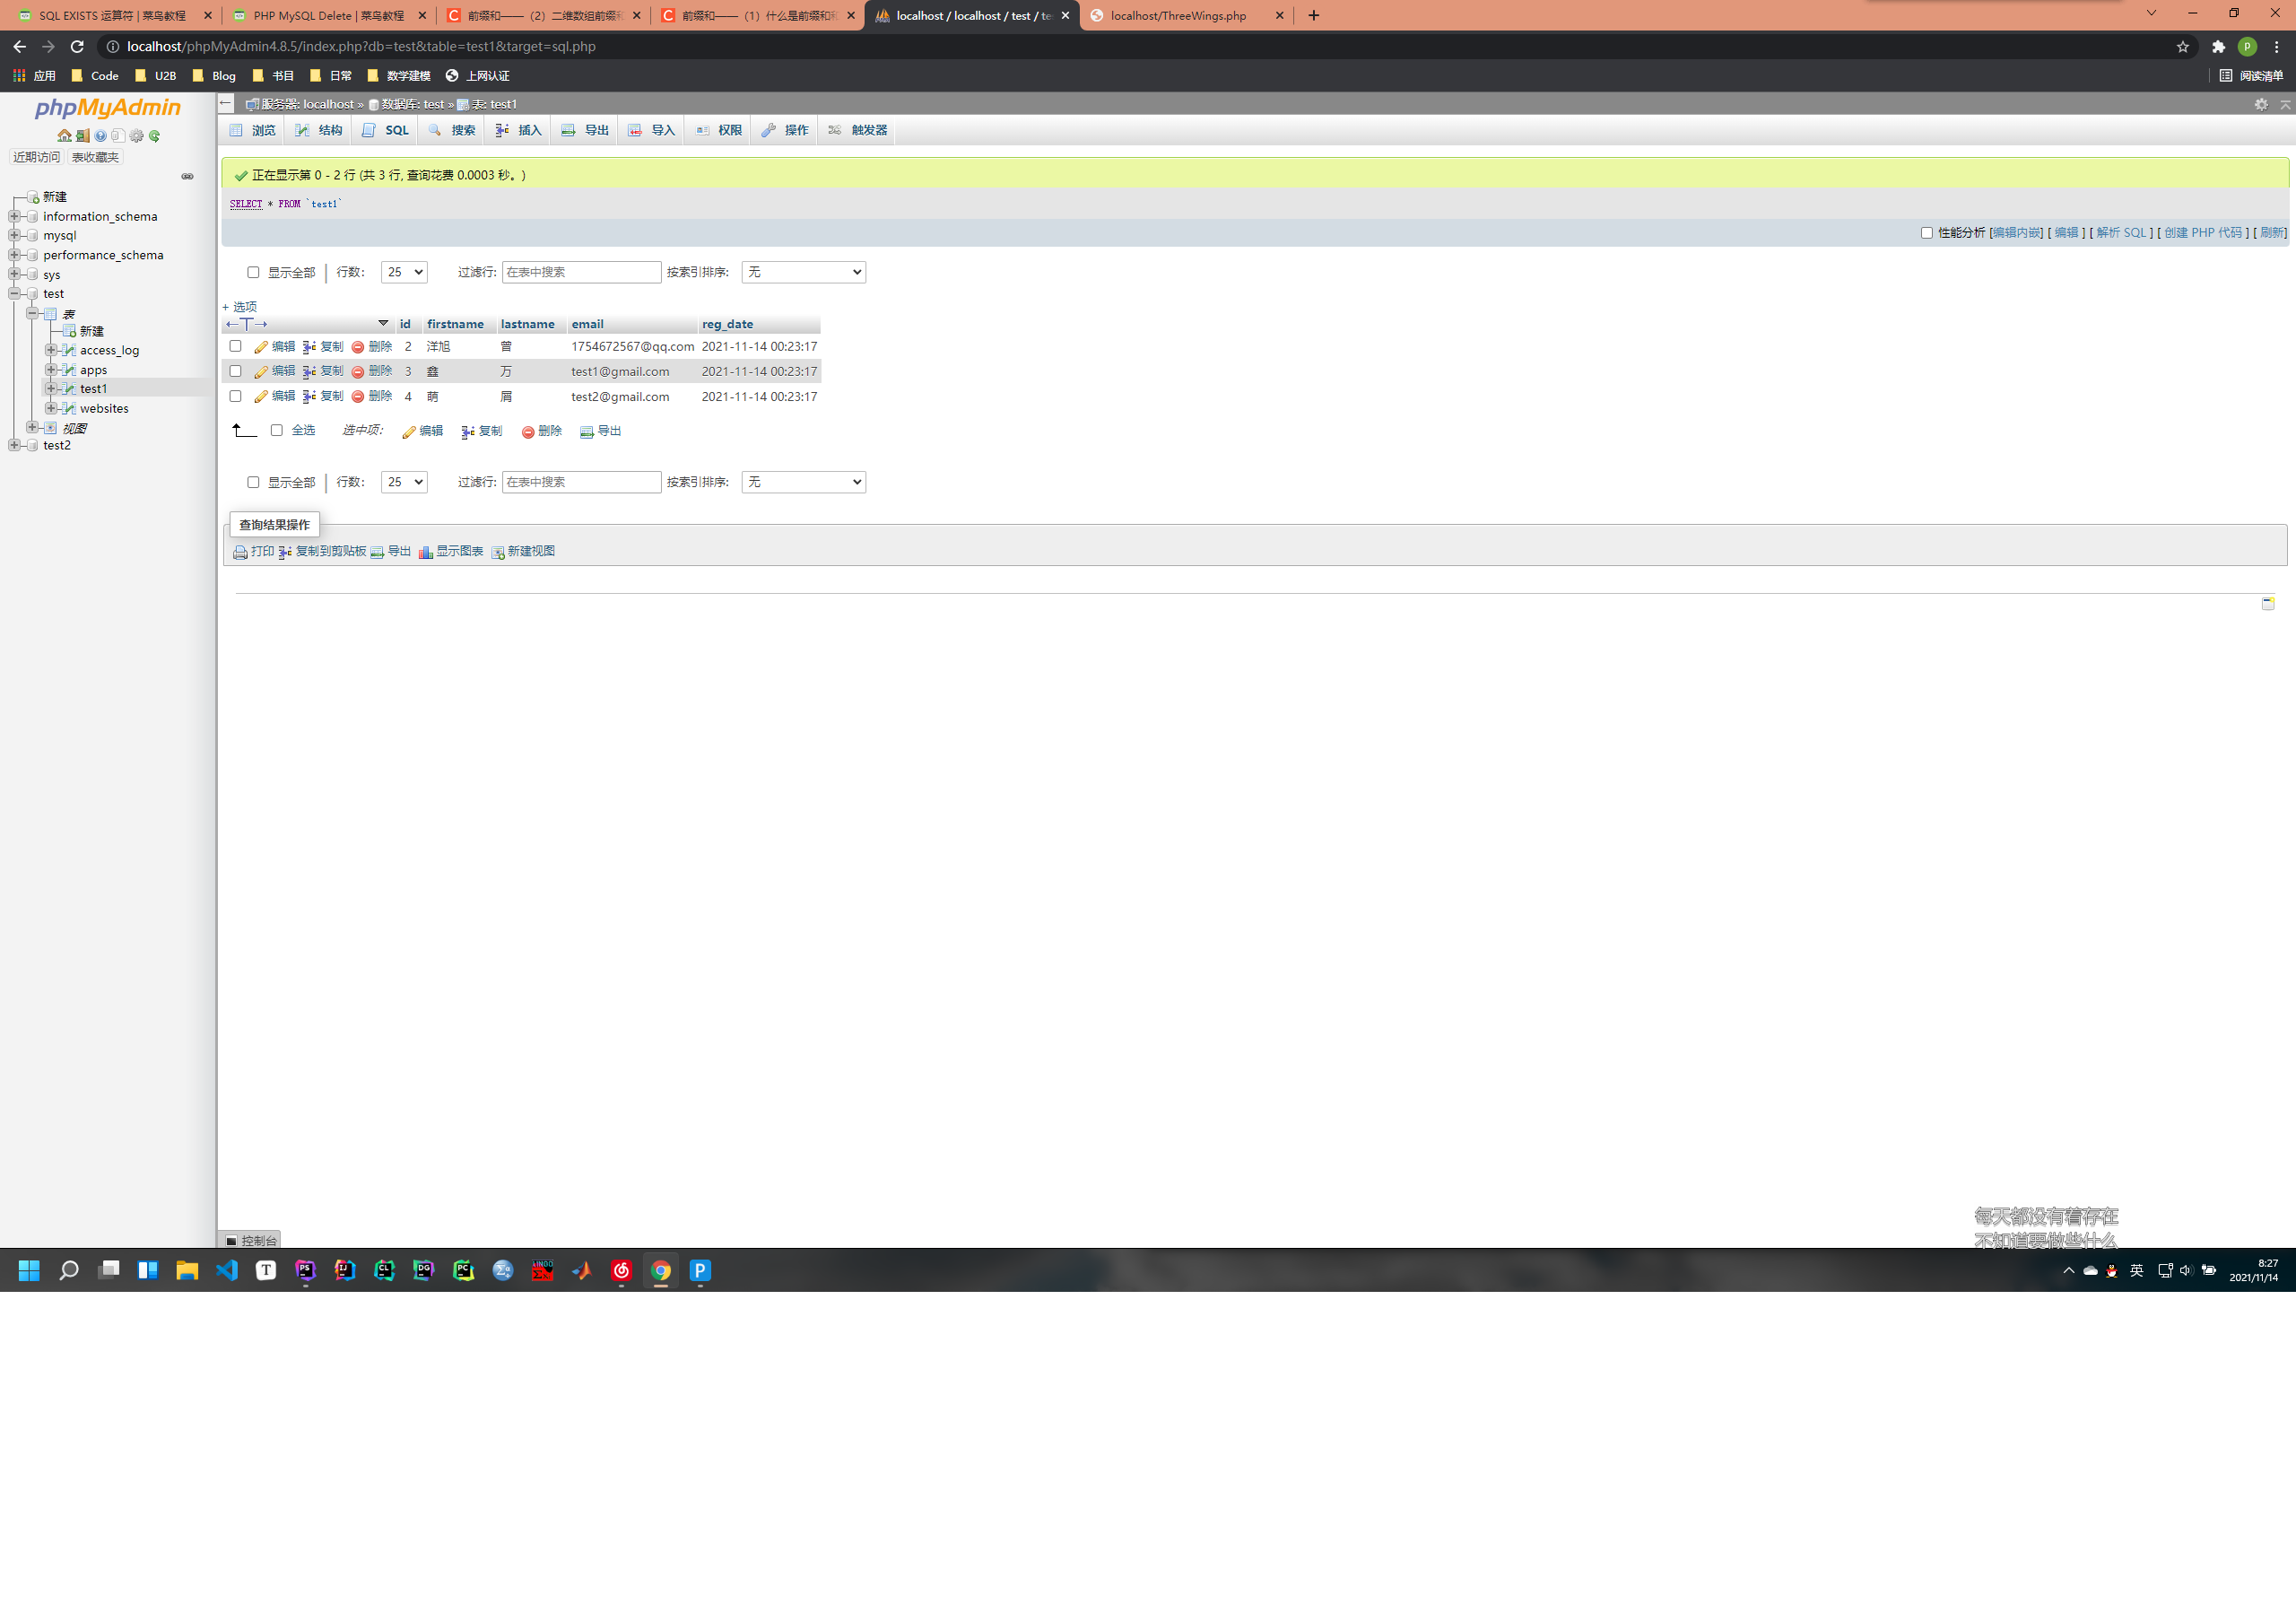 SQL EXISTS 运算符 | 菜鸟教程
PHP MySQL Delete | 菜鸟教程
前缀和——（2）二维数组前缀和
前缀和——（1）什么是前缀和
localhost / localhost / test / te
localhost/ThreeWings.php
localhost/phpMyAdmin4.8.5/index.php?db=test&table=test1&target=sql.php
应用 Code U2B Blog 书目 日常 数学建模 上网认证 阅读清单
phpMyAdmin
近期访问 表收藏夹
新建
information_schema
mysql
performance_schema
sys
test
表
新建
access_log
apps
test1
websites
视图
test2
服务器: localhost » 数据库: test » 表: test1
浏览 结构 SQL 搜索 插入 导出 导入 权限 操作 触发器
正在显示第 0 - 2 行 (共 3 行, 查询花费 0.0003 秒。)
SELECT * FROM `test1`
性能分析 [编辑内嵌] [ 编辑 ] [ 解析 SQL ] [ 创建 PHP 代码 ] [ 刷新]
显示全部 行数: 25 过滤行: 在表中搜索 按索引排序: 无
+ 选项
←T→ id firstname lastname email reg_date
编辑 复制 删除 2 洋旭 曾 1754672567@qq.com 2021-11-14 00:23:17
编辑 复制 删除 3 鑫 万 test1@gmail.com 2021-11-14 00:23:17
编辑 复制 删除 4 萌 屑 test2@gmail.com 2021-11-14 00:23:17
全选 选中项: 编辑 复制 删除 导出
显示全部 行数: 25 过滤行: 在表中搜索 按索引排序: 无
查询结果操作
打印 复制到剪贴板 导出 显示图表 新建视图
控制台
每天都没有着存在
不知道要做些什么
英
8:27
2021/11/14